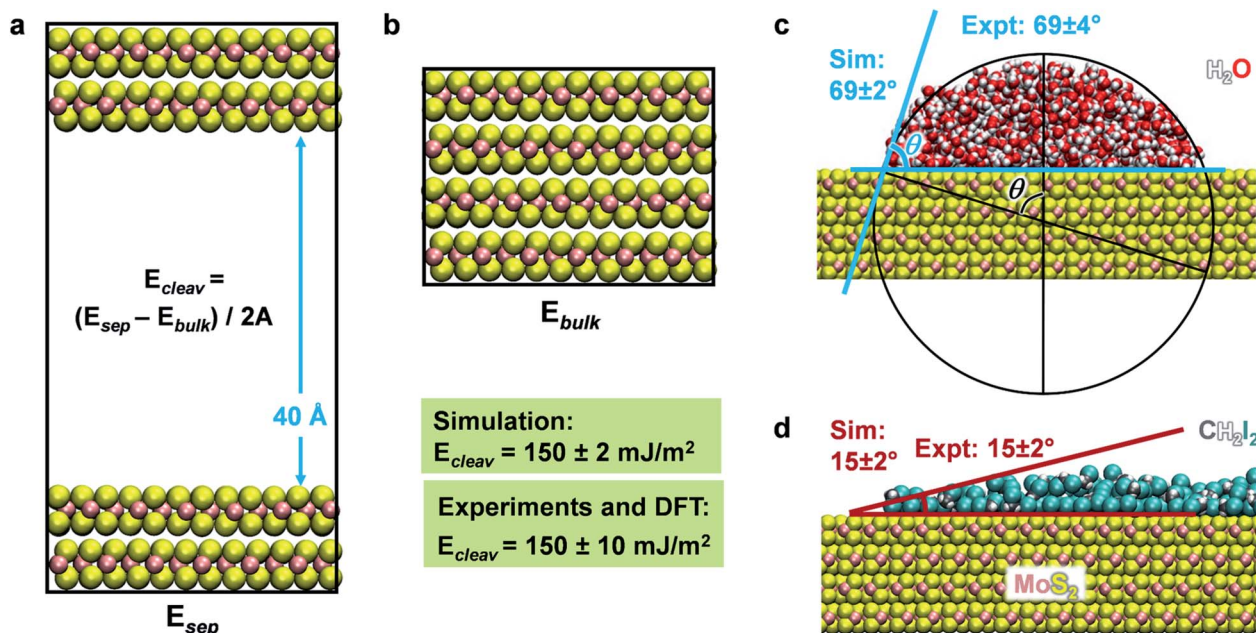 a
E_cleav =
(E_sep – E_bulk) / 2A
40 Å
E_sep
b
E_bulk
Simulation:
E_cleav = 150 ± 2 mJ/m²
Experiments and DFT:
E_cleav = 150 ± 10 mJ/m²
c
Expt: 69±4°
Sim:
69±2°
H₂O
θ
θ
d
Sim:
15±2°
Expt: 15±2°
CH₂I₂
MoS₂